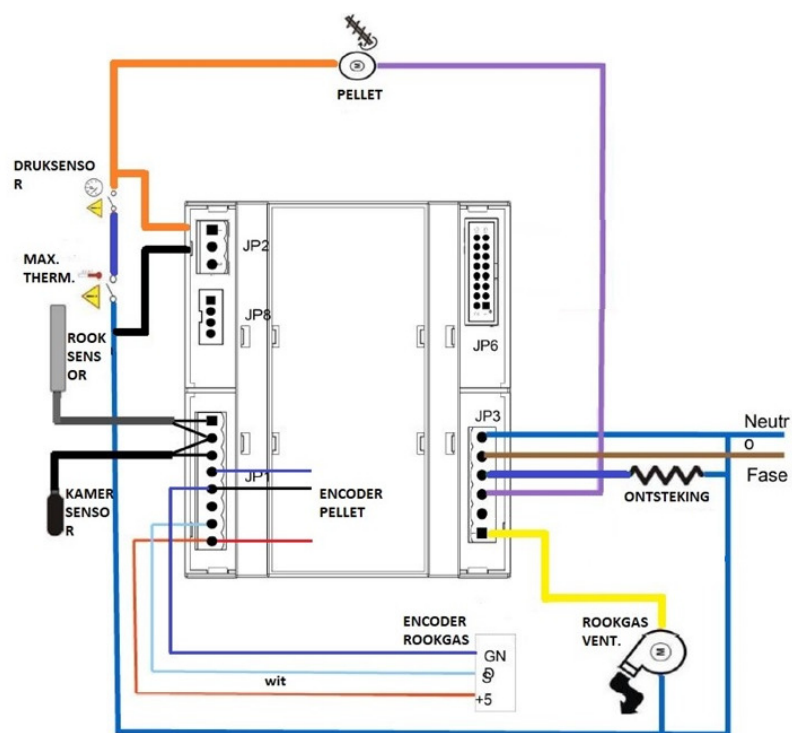 PELLET
DRUKSENSO
R
MAX.
THERM.
JP2
JP8
JP6
ROOK
SENS
OR
JP3
Neutr
o
Fase
JP1
ENCODER
PELLET
ONTSTEKING
KAMER
SENSO
R
ENCODER
ROOKGAS
ROOKGAS
VENT.
GN
D
S
wit
+5
M
M